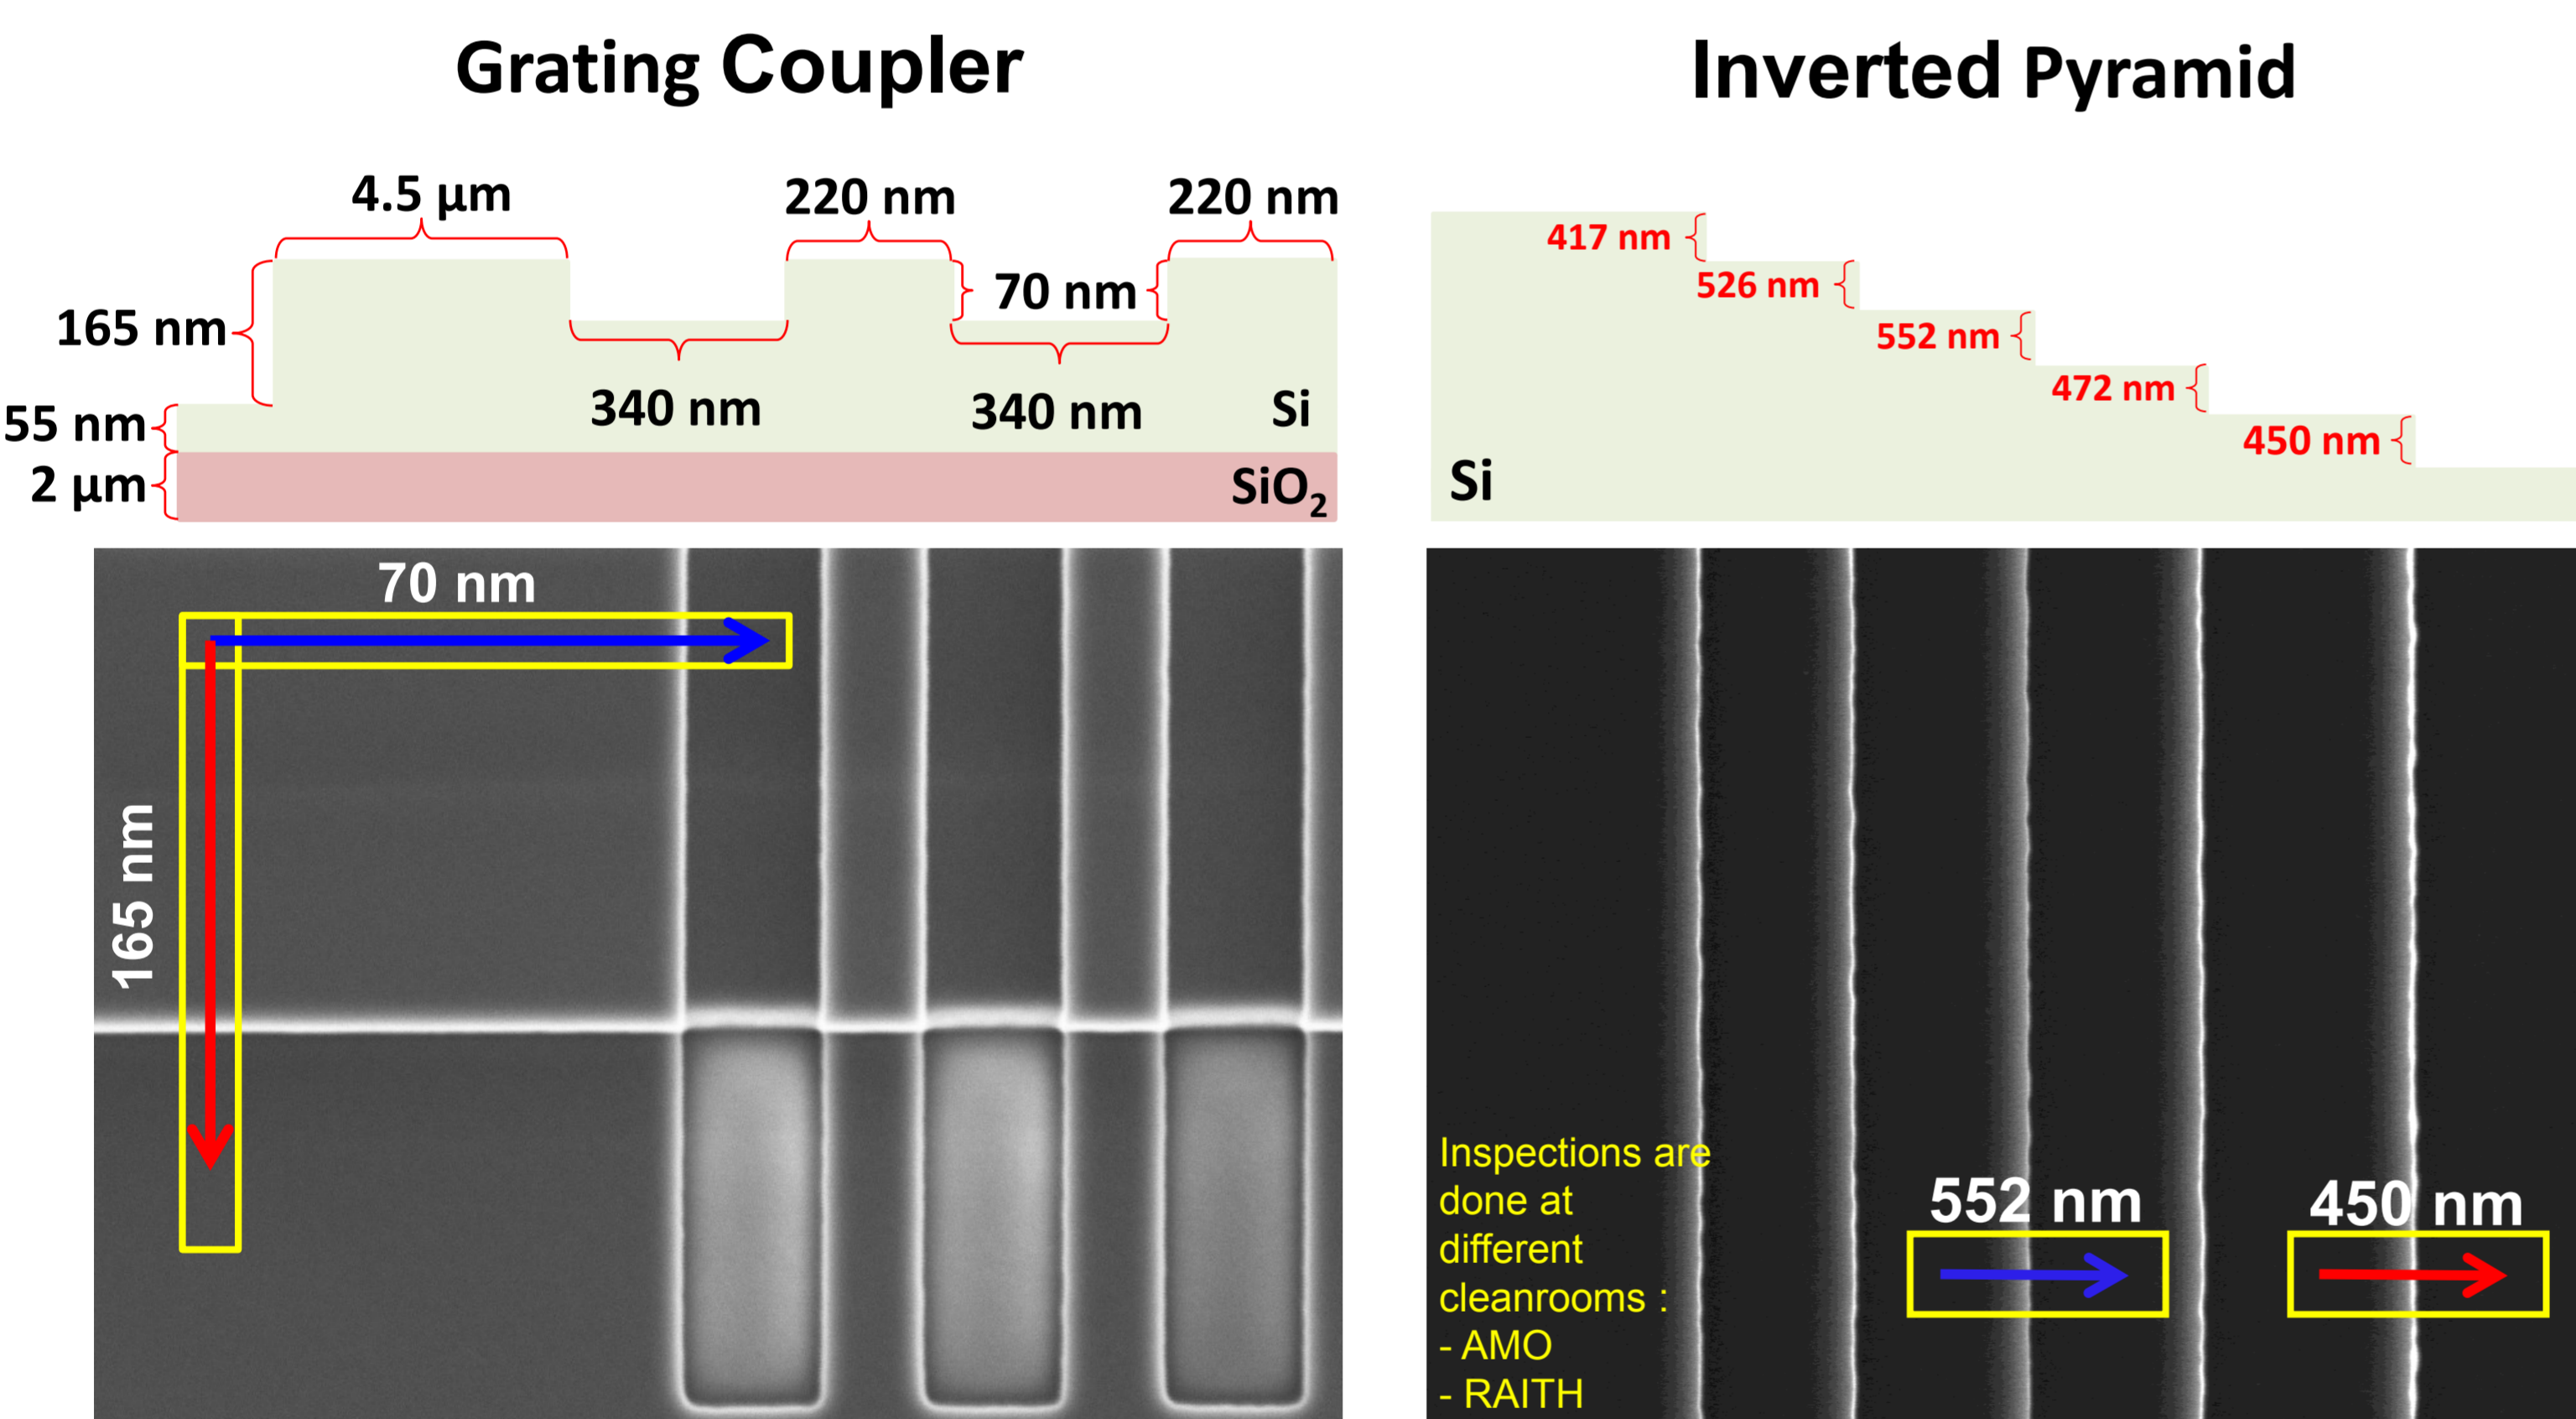 Grating Coupler
4.5 µm
220 nm
220 nm
70 nm
165 nm
340 nm
340 nm
Si
55 nm
2 µm
SiO₂
70 nm
165 nm
Inverted Pyramid
417 nm
526 nm
552 nm
472 nm
450 nm
Si
Inspections are
done at
different
cleanrooms :
- AMO
- RAITH
552 nm
450 nm